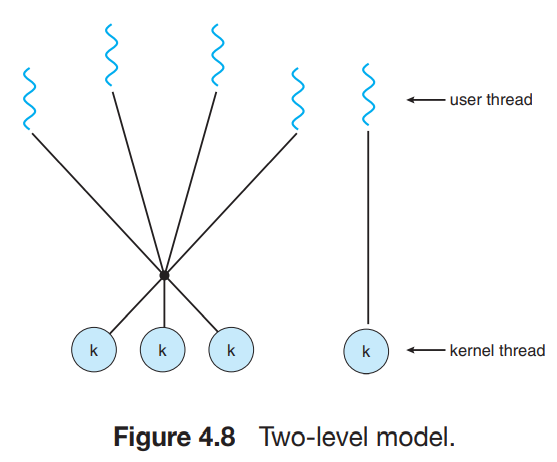 user thread
k
k
k
k
kernel thread
Figure 4.8 Two-level model.